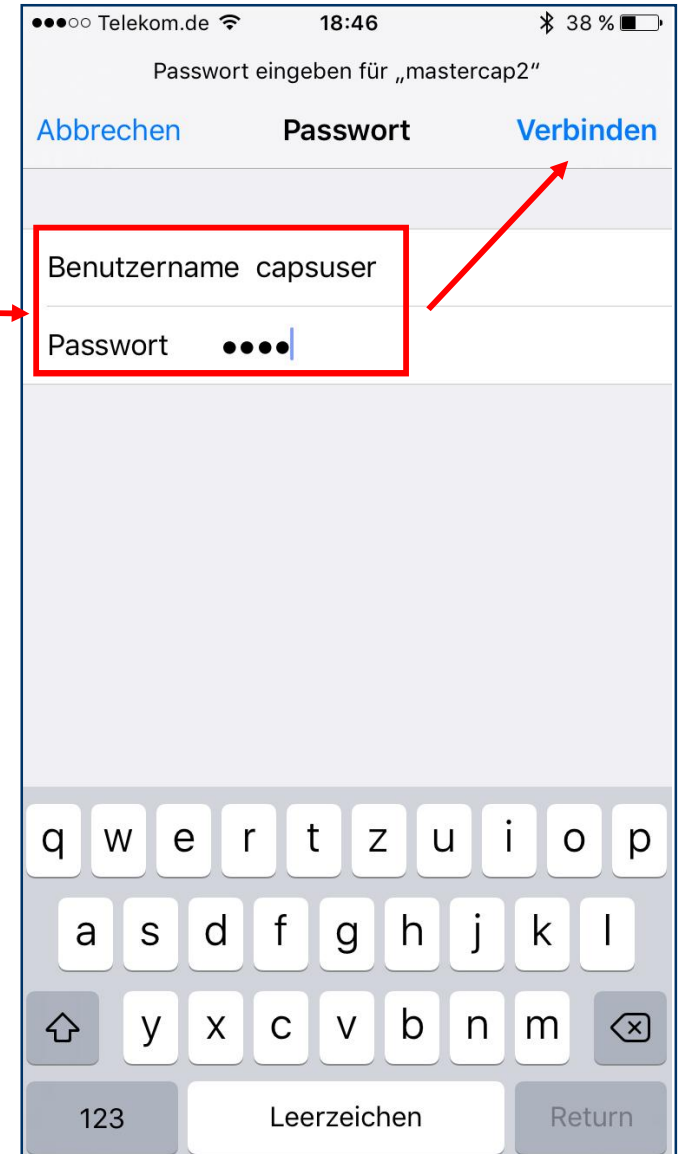 Telekom.de 18:46 38 %
Passwort eingeben für „mastercap2“
Abbrechen Passwort Verbinden
Benutzername capsuser
Passwort ••••
q w e r t z u i o p
a s d f g h j k l
y x c v b n m
123 Leerzeichen Return